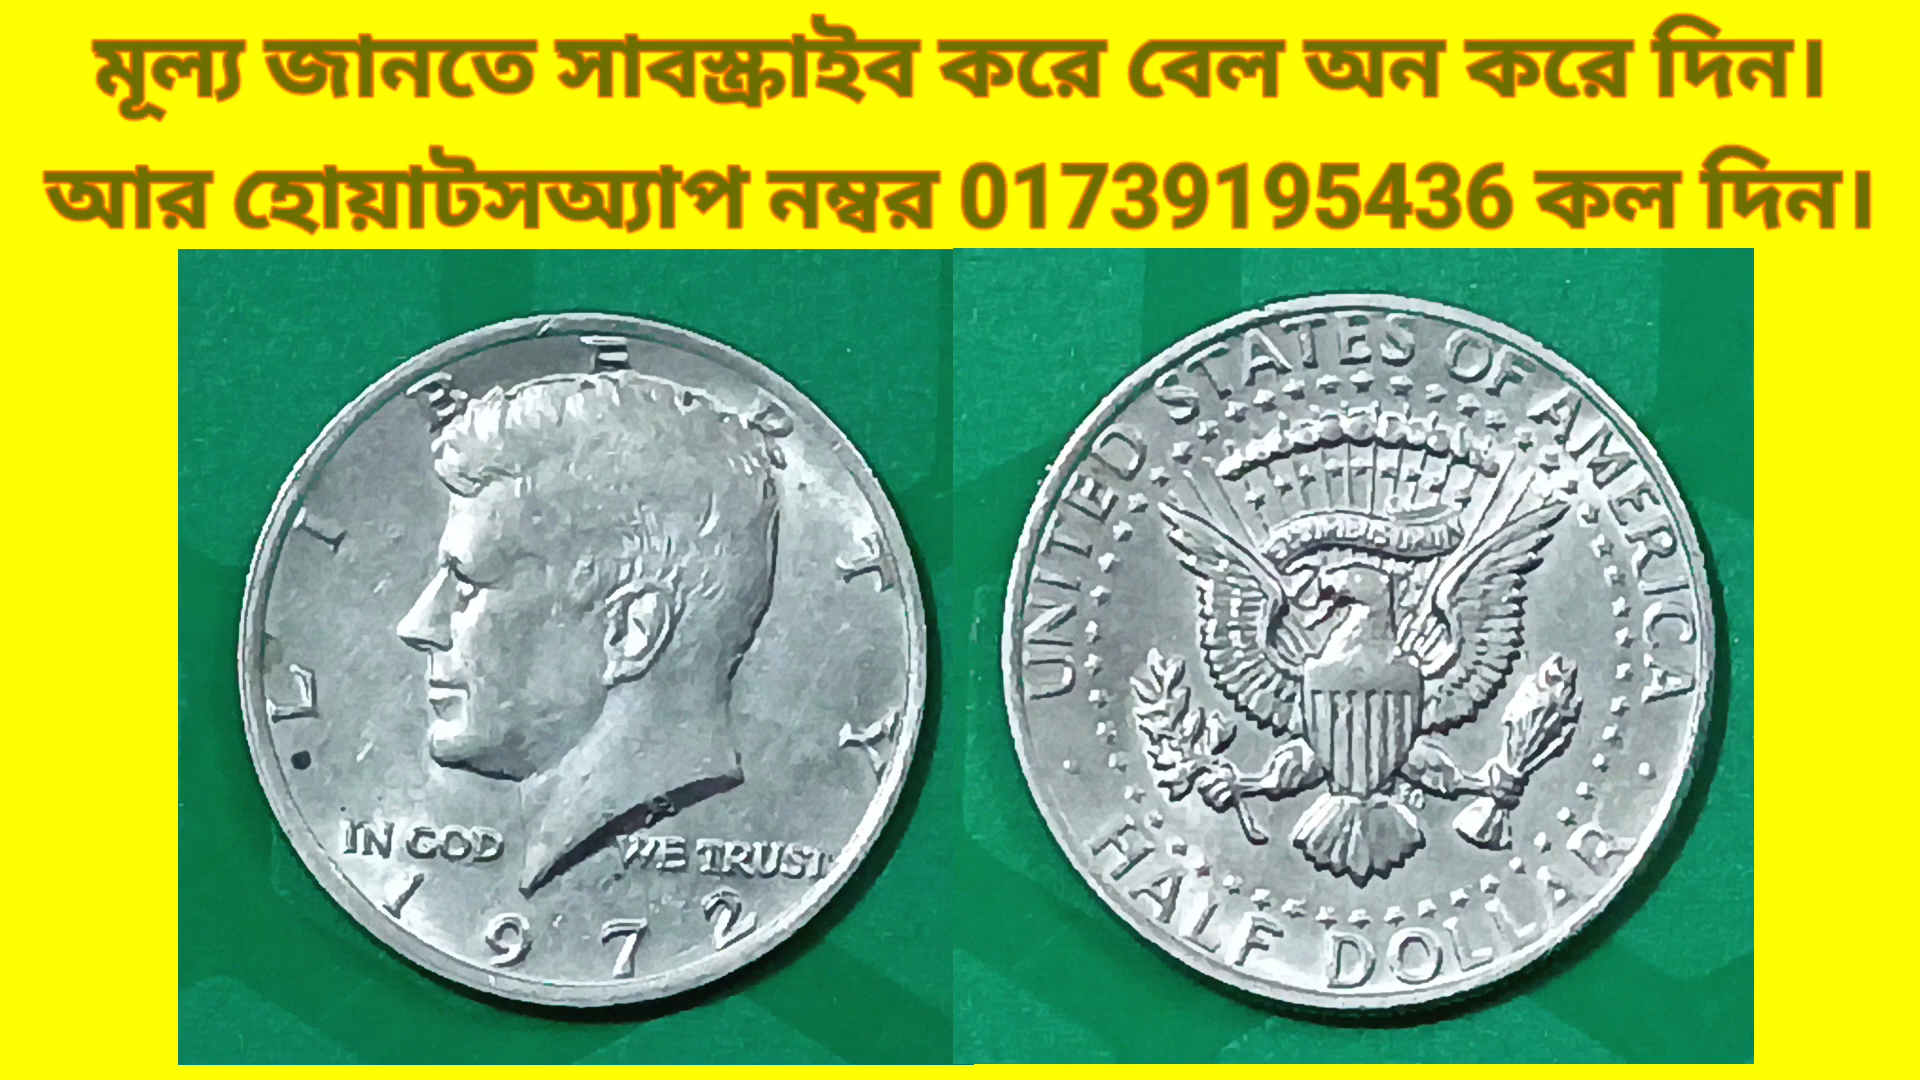 মূল্য জানতে সাবস্ক্রাইব করে বেল অন করে দিন।
আর হোয়াটসঅ্যাপ নম্বর 01739195436 কল দিন।
LIBERTY
IN GOD WE TRUST
1972
UNITED STATES OF AMERICA
HALF DOLLAR